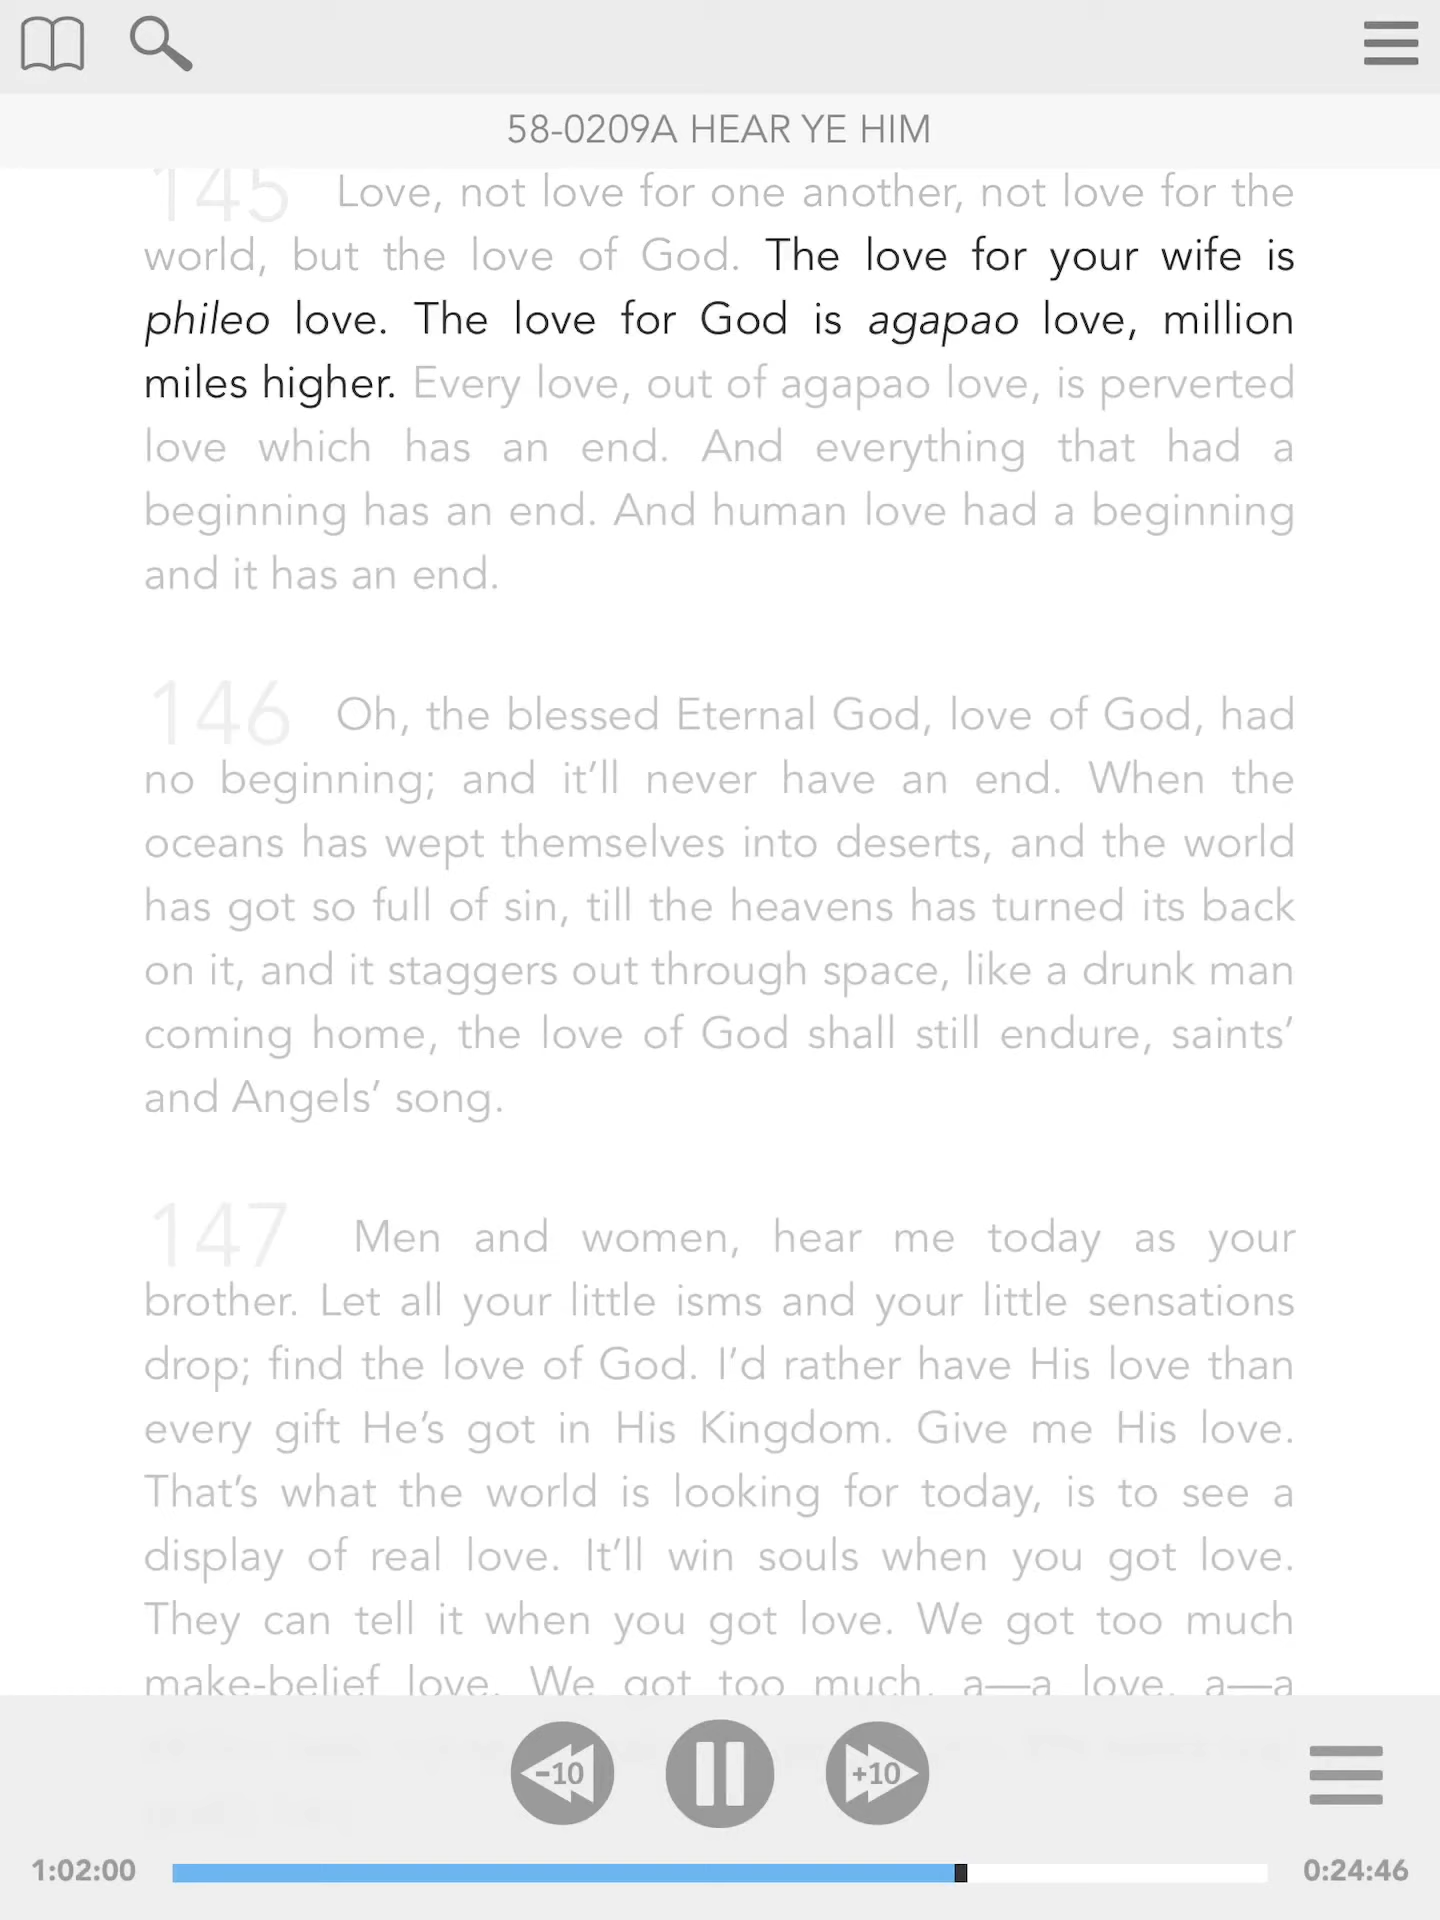 58-0209A HEAR YE HIM
145 Love, not love for one another, not love for the
world, but the love of God. The love for your wife is
phileo love. The love for God is agapao love, million
miles higher. Every love, out of agapao love, is perverted
love which has an end. And everything that had a
beginning has an end. And human love had a beginning
and it has an end.
146 Oh, the blessed Eternal God, love of God, had
no beginning; and it’ll never have an end. When the
oceans has wept themselves into deserts, and the world
has got so full of sin, till the heavens has turned its back
on it, and it staggers out through space, like a drunk man
coming home, the love of God shall still endure, saints’
and Angels’ song.
147 Men and women, hear me today as your
brother. Let all your little isms and your little sensations
drop; find the love of God. I’d rather have His love than
every gift He’s got in His Kingdom. Give me His love.
That’s what the world is looking for today, is to see a
display of real love. It’ll win souls when you got love.
They can tell it when you got love. We got too much
make-belief love. We got too much, a—a love, a—a
-10 +10
1:02:00 0:24:46